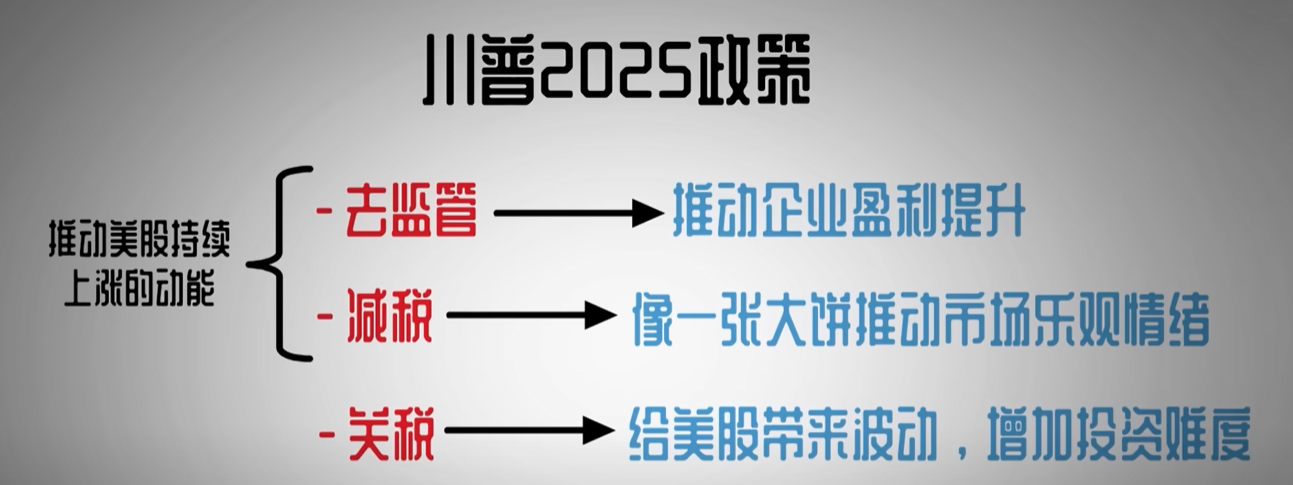 川普2025政策
推动美股持续
上涨的动能
- 去监管 推动企业盈利提升
- 减税 像一张大饼推动市场乐观情绪
- 关税 给美股带来波动，增加投资难度